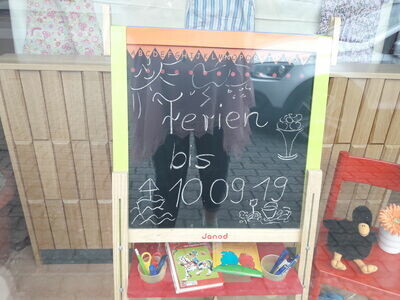 Ferien
bis
10.09.19
Janod